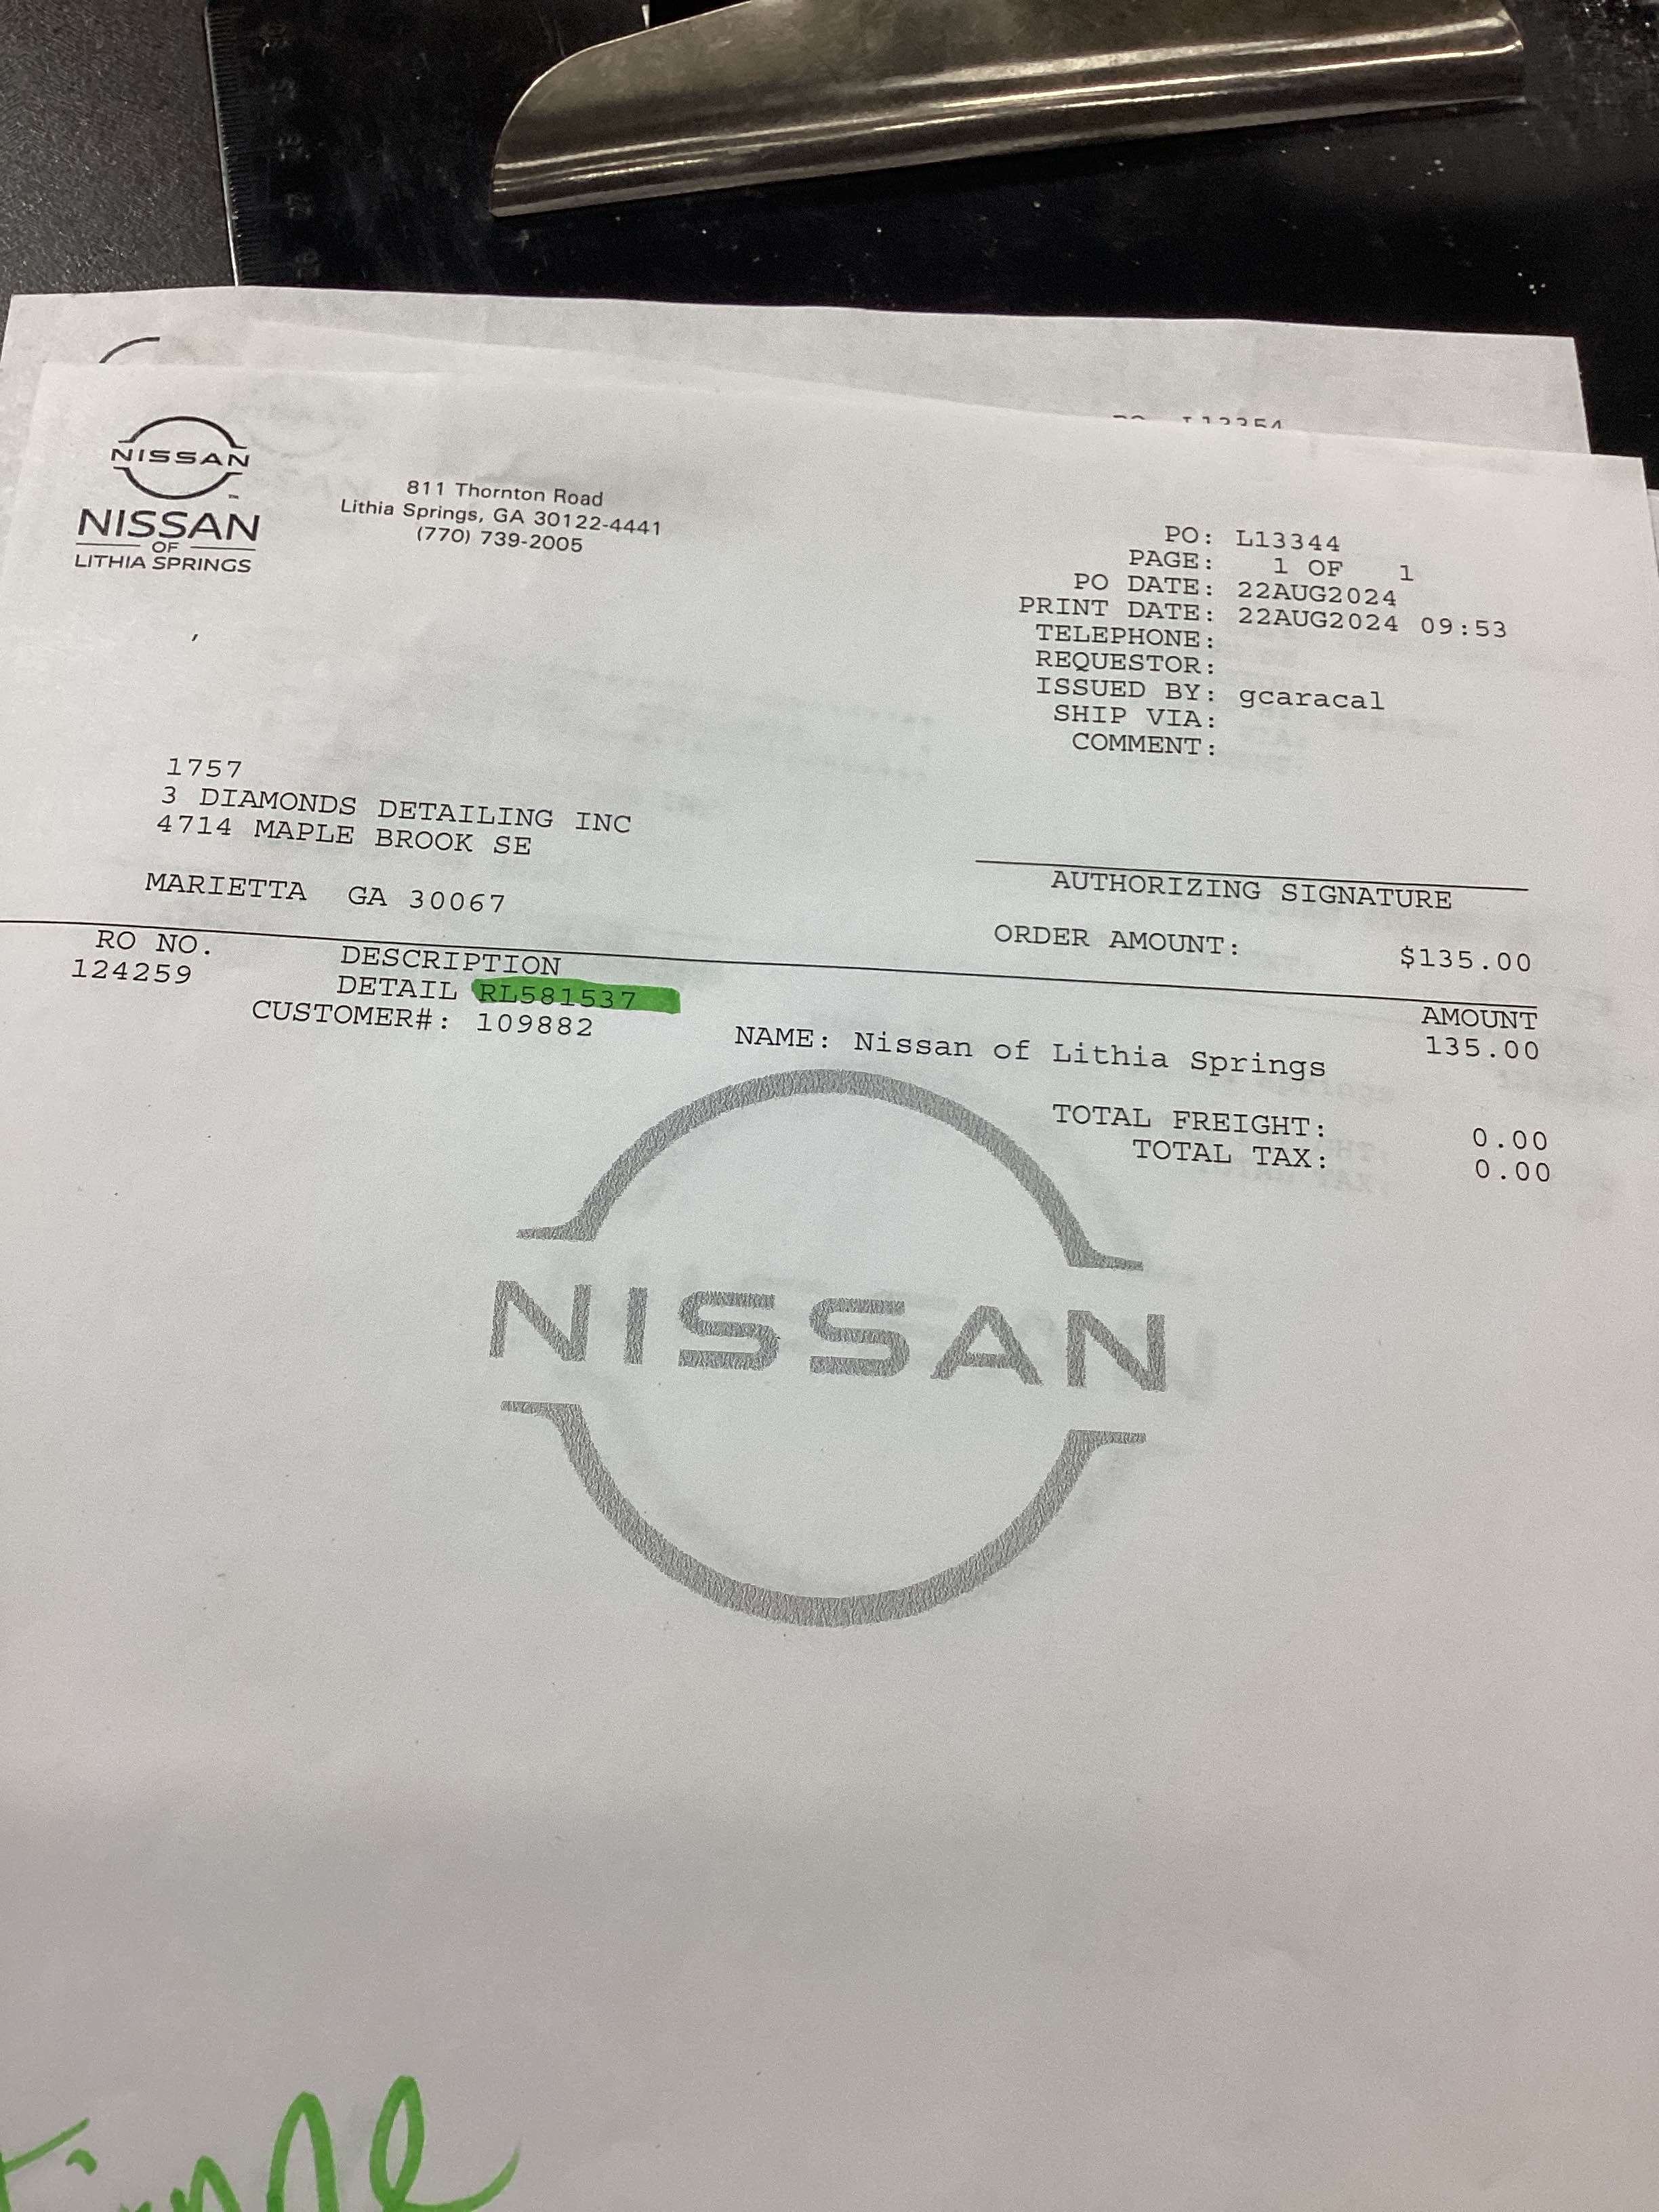 PO: L13354
NISSAN
NISSAN
OF
LITHIA SPRINGS
811 Thornton Road
Lithia Springs, GA 30122-4441
(770) 739-2005
PO: L13344
PAGE: 1 OF 1
PO DATE: 22AUG2024
PRINT DATE: 22AUG2024 09:53
TELEPHONE:
REQUESTOR:
ISSUED BY: gcaracal
SHIP VIA:
COMMENT:
1757
3 DIAMONDS DETAILING INC
4714 MAPLE BROOK SE
MARIETTA GA 30067
AUTHORIZING SIGNATURE
ORDER AMOUNT: $135.00
RO NO. DESCRIPTION AMOUNT
124259 DETAIL RL581537 135.00
CUSTOMER#: 109882 NAME: Nissan of Lithia Springs
TOTAL FREIGHT: 0.00
TOTAL TAX: 0.00
NISSAN